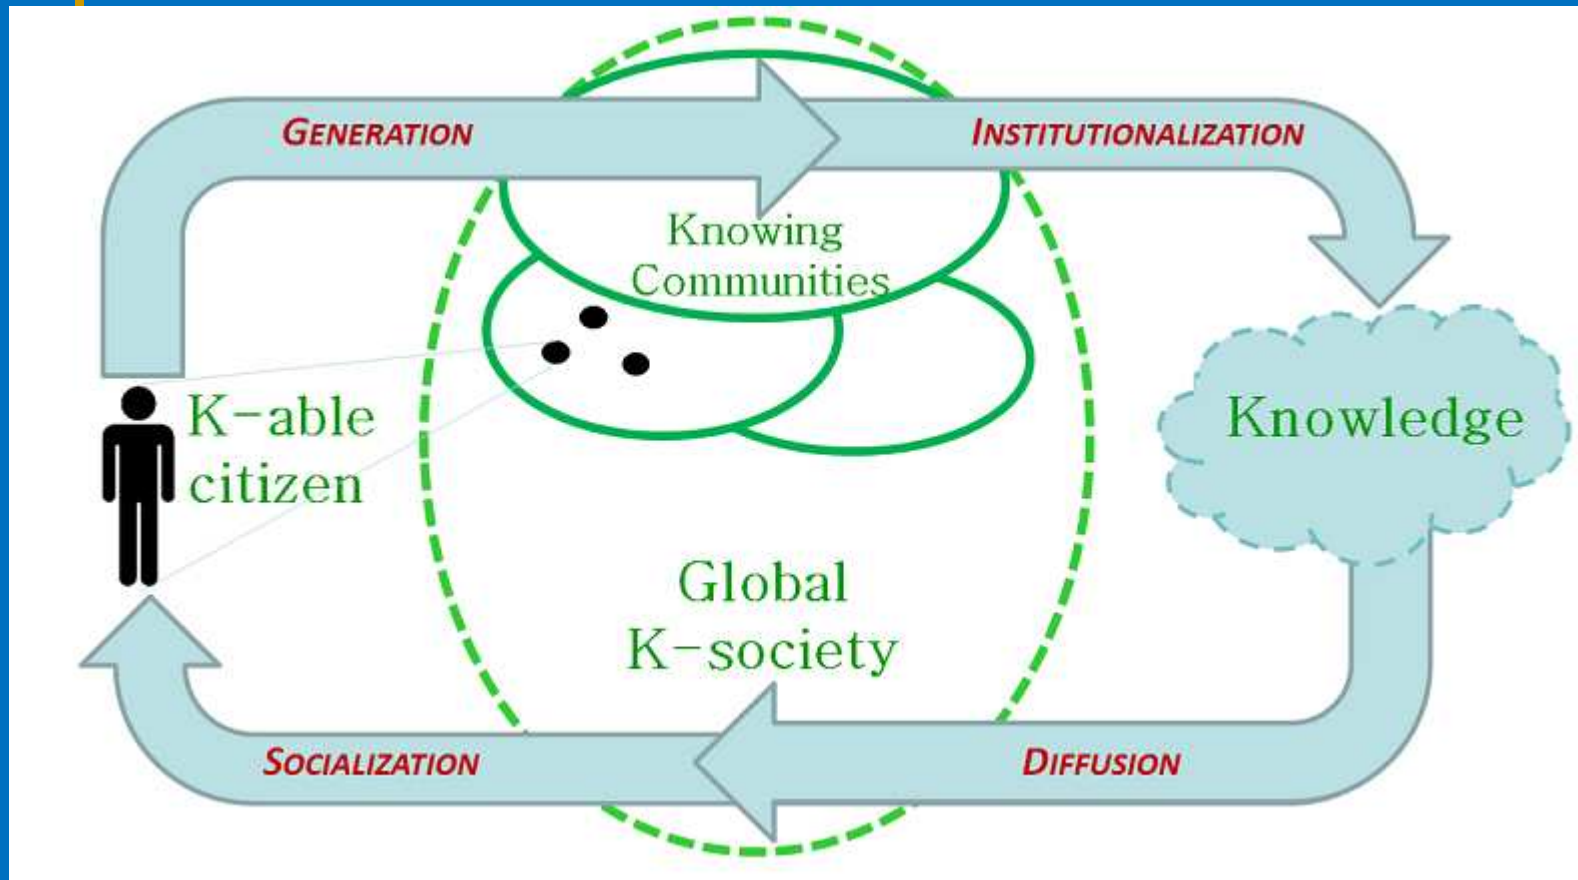 GENERATION
INSTITUTIONALIZATION
Knowing
Communities
K-able
citizen
Knowledge
Global
K-society
SOCIALIZATION
DIFFUSION